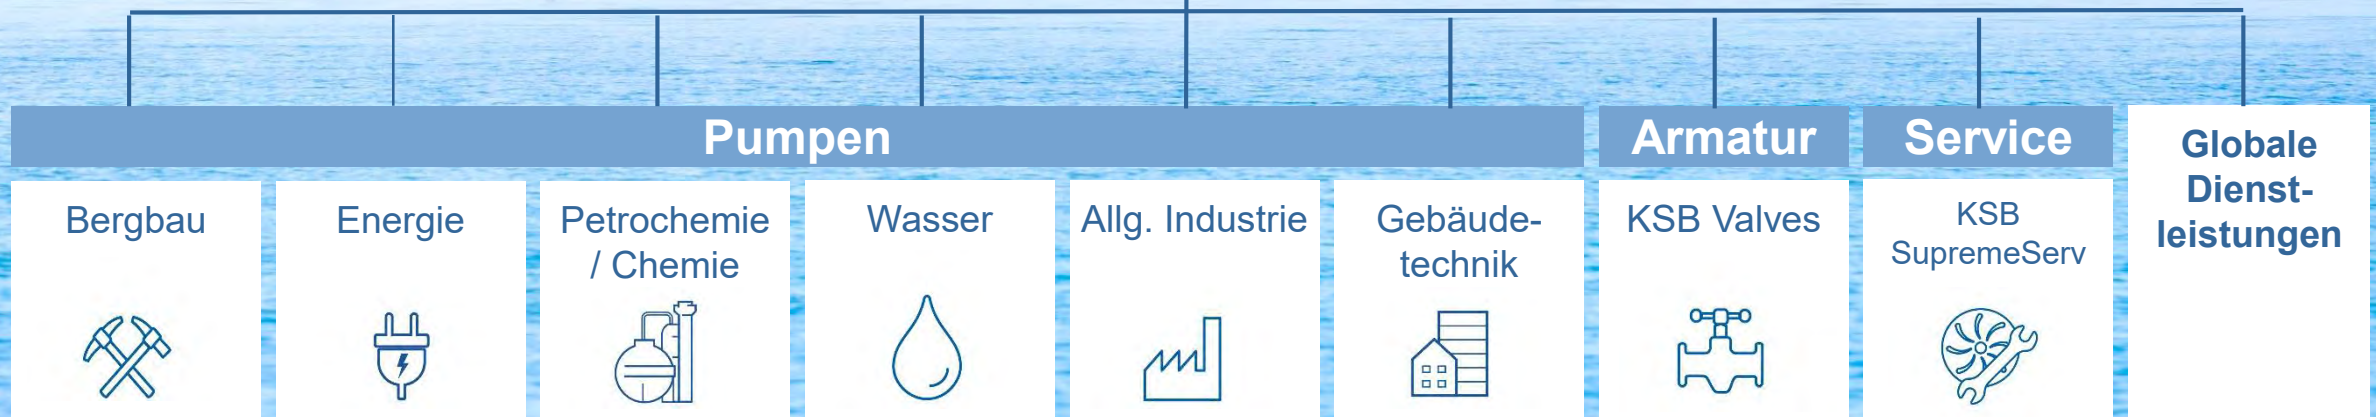 Pumpen
Armatur
Service
Globale
Dienst-
leistungen
Bergbau
Energie
Petrochemie
/ Chemie
Wasser
Allg. Industrie
Gebäude-
technik
KSB Valves
KSB
SupremeServ